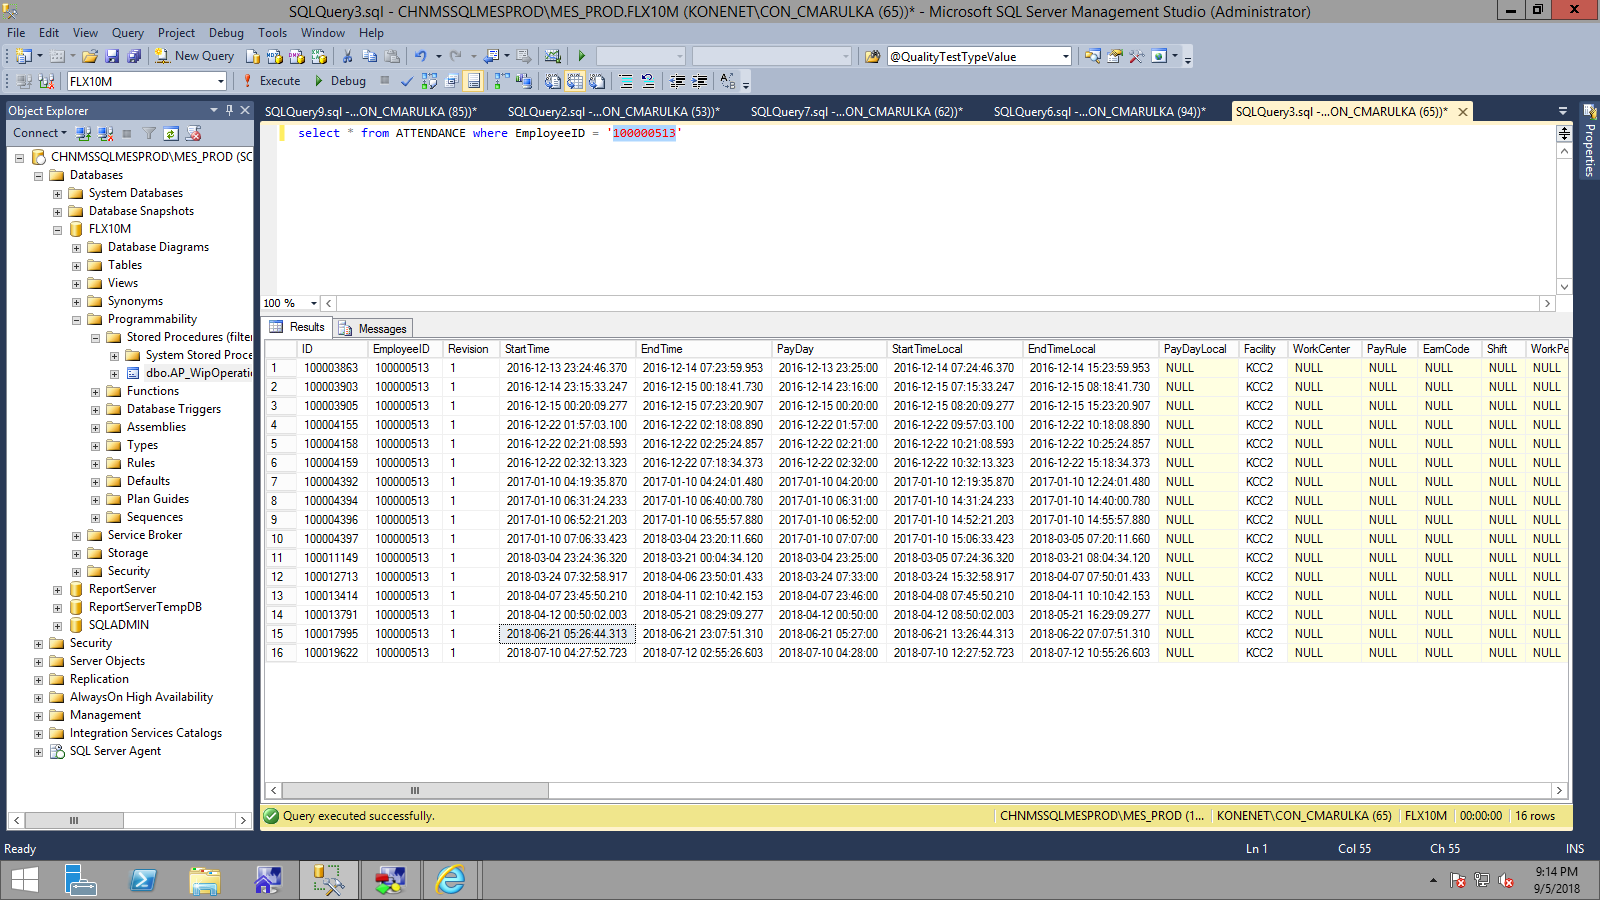 SQLQuery3.sql - CHNMSSQLMESPROD\MES_PROD.FLX10M (KONENET\CON_CMARULKA (65))* - Microsoft SQL Server Management Studio (Administrator)
File Edit View Query Project Debug Tools Window Help
New Query @QualityTestTypeValue
FLX10M Execute Debug
Object Explorer
SQLQuery9.sql -...ON_CMARULKA (85))* SQLQuery2.sql -...ON_CMARULKA (53))* SQLQuery7.sql -...ON_CMARULKA (62))* SQLQuery6.sql -...ON_CMARULKA (94))* SQLQuery3.sql -...ON_CMARULKA (65))*
Properties
Connect
select * from ATTENDANCE where EmployeeID = '100000513'
CHNMSSQLMESPROD\MES_PROD (SC
Databases
System Databases
Database Snapshots
FLX10M
Database Diagrams
Tables
Views
Synonyms
Programmability
Stored Procedures (filter
System Stored Proce
dbo.AP_WipOperati
Functions
Database Triggers
Assemblies
Types
Rules
Defaults
Plan Guides
Sequences
Service Broker
Storage
Security
ReportServer
ReportServerTempDB
SQLADMIN
Security
Server Objects
Replication
AlwaysOn High Availability
Management
Integration Services Catalogs
SQL Server Agent
100 %
Results Messages
ID EmployeeID Revision StartTime EndTime PayDay StartTimeLocal EndTimeLocal PayDayLocal Facility WorkCenter PayRule EarnCode Shift WorkPe
1 100003863 100000513 1 2016-12-13 23:24:46.370 2016-12-14 07:23:59.953 2016-12-13 23:25:00 2016-12-14 07:24:46.370 2016-12-14 15:23:59.953 NULL KCC2 NULL NULL NULL NULL NULL
2 100003903 100000513 1 2016-12-14 23:15:33.247 2016-12-15 00:18:41.730 2016-12-14 23:16:00 2016-12-15 07:15:33.247 2016-12-15 08:18:41.730 NULL KCC2 NULL NULL NULL NULL NULL
3 100003905 100000513 1 2016-12-15 00:20:09.277 2016-12-15 07:23:20.907 2016-12-15 00:20:00 2016-12-15 08:20:09.277 2016-12-15 15:23:20.907 NULL KCC2 NULL NULL NULL NULL NULL
4 100004155 100000513 1 2016-12-22 01:57:03.100 2016-12-22 02:18:08.890 2016-12-22 01:57:00 2016-12-22 09:57:03.100 2016-12-22 10:18:08.890 NULL KCC2 NULL NULL NULL NULL NULL
5 100004158 100000513 1 2016-12-22 02:21:08.593 2016-12-22 02:25:24.857 2016-12-22 02:21:00 2016-12-22 10:21:08.593 2016-12-22 10:25:24.857 NULL KCC2 NULL NULL NULL NULL NULL
6 100004159 100000513 1 2016-12-22 02:32:13.323 2016-12-22 07:18:34.373 2016-12-22 02:32:00 2016-12-22 10:32:13.323 2016-12-22 15:18:34.373 NULL KCC2 NULL NULL NULL NULL NULL
7 100004392 100000513 1 2017-01-10 04:19:35.870 2017-01-10 04:24:01.480 2017-01-10 04:20:00 2017-01-10 12:19:35.870 2017-01-10 12:24:01.480 NULL KCC2 NULL NULL NULL NULL NULL
8 100004394 100000513 1 2017-01-10 06:31:24.233 2017-01-10 06:40:00.780 2017-01-10 06:31:00 2017-01-10 14:31:24.233 2017-01-10 14:40:00.780 NULL KCC2 NULL NULL NULL NULL NULL
9 100004396 100000513 1 2017-01-10 06:52:21.203 2017-01-10 06:55:57.880 2017-01-10 06:52:00 2017-01-10 14:52:21.203 2017-01-10 14:55:57.880 NULL KCC2 NULL NULL NULL NULL NULL
10 100004397 100000513 1 2017-01-10 07:06:33.423 2018-03-04 23:20:11.660 2017-01-10 07:07:00 2017-01-10 15:06:33.423 2018-03-05 07:20:11.660 NULL KCC2 NULL NULL NULL NULL NULL
11 100011149 100000513 1 2018-03-04 23:24:36.320 2018-03-21 00:04:34.120 2018-03-04 23:25:00 2018-03-05 07:24:36.320 2018-03-21 08:04:34.120 NULL KCC2 NULL NULL NULL NULL NULL
12 100012713 100000513 1 2018-03-24 07:32:58.917 2018-04-06 23:50:01.433 2018-03-24 07:33:00 2018-03-24 15:32:58.917 2018-04-07 07:50:01.433 NULL KCC2 NULL NULL NULL NULL NULL
13 100013414 100000513 1 2018-04-07 23:45:50.210 2018-04-11 02:10:42.153 2018-04-07 23:46:00 2018-04-08 07:45:50.210 2018-04-11 10:10:42.153 NULL KCC2 NULL NULL NULL NULL NULL
14 100013791 100000513 1 2018-04-12 00:50:02.003 2018-05-21 08:29:09.277 2018-04-12 00:50:00 2018-04-12 08:50:02.003 2018-05-21 16:29:09.277 NULL KCC2 NULL NULL NULL NULL NULL
15 100017995 100000513 1 2018-06-21 05:26:44.313 2018-06-21 23:07:51.310 2018-06-21 05:27:00 2018-06-21 13:26:44.313 2018-06-22 07:07:51.310 NULL KCC2 NULL NULL NULL NULL NULL
16 100019622 100000513 1 2018-07-10 04:27:52.723 2018-07-12 02:55:26.603 2018-07-10 04:28:00 2018-07-10 12:27:52.723 2018-07-12 10:55:26.603 NULL KCC2 NULL NULL NULL NULL NULL
Query executed successfully. CHNMSSQLMESPROD\MES_PROD (1... KONENET\CON_CMARULKA (65) FLX10M 00:00:00 16 rows
Ready Ln 1 Col 55 Ch 55 INS
9:14 PM
9/5/2018